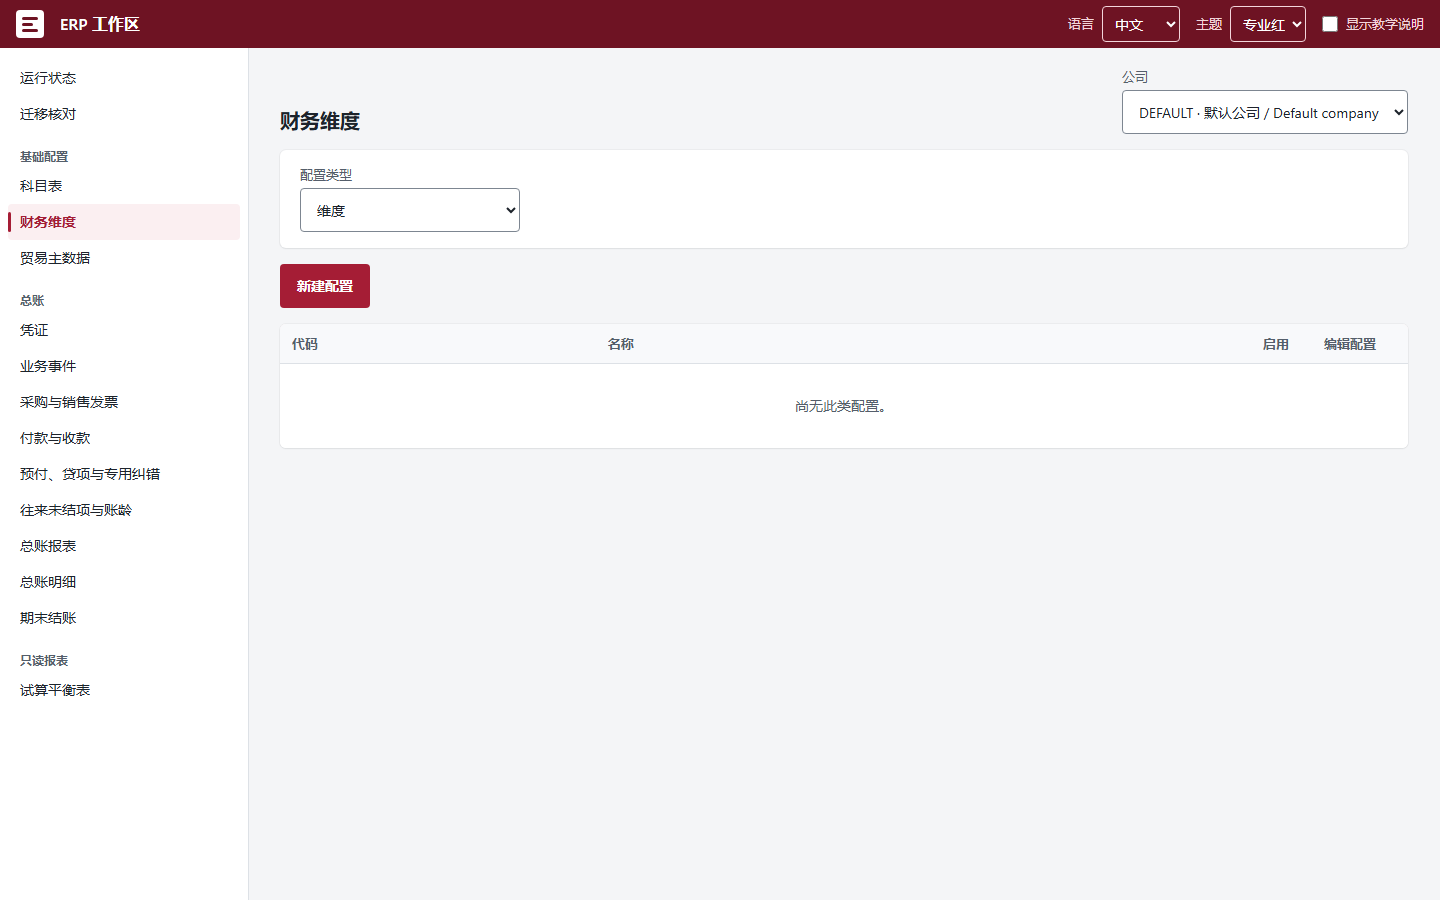 ERP 工作区
语言 中文 主题 专业红 显示教学说明
运行状态
迁移核对
基础配置
科目表
财务维度
贸易主数据
总账
凭证
业务事件
采购与销售发票
付款与收款
预付、贷项与专用纠错
往来未结项与账龄
总账报表
总账明细
期末结账
只读报表
试算平衡表
公司
财务维度
DEFAULT · 默认公司 / Default company
配置类型
维度
新建配置
代码 名称 启用 编辑配置
尚无此类配置。